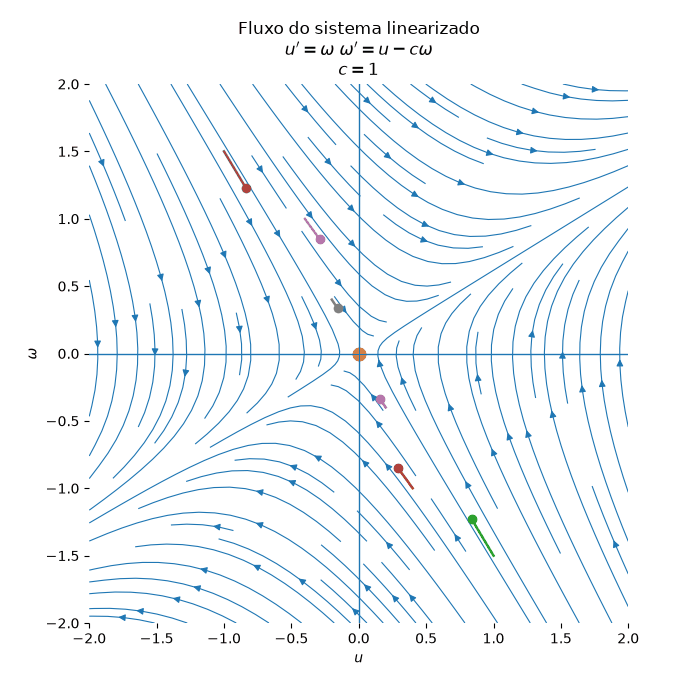 Fluxo do sistema linearizado
u′ = ω ω′ = u − cω
c = 1
2.0
1.5
1.0
0.5
0.0
−0.5
−1.0
−1.5
−2.0
ω
−2.0 −1.5 −1.0 −0.5 0.0 0.5 1.0 1.5 2.0
u